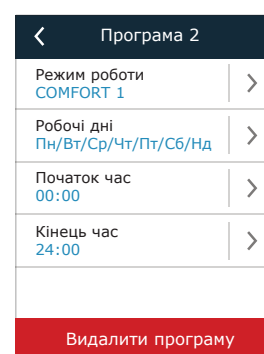 Програма 2
Режим роботи
COMFORT 1
Робочі дні
Пн/Вт/Ср/Чт/Пт/Сб/Нд
Початок час
00:00
Кінець час
24:00
Видалити програму